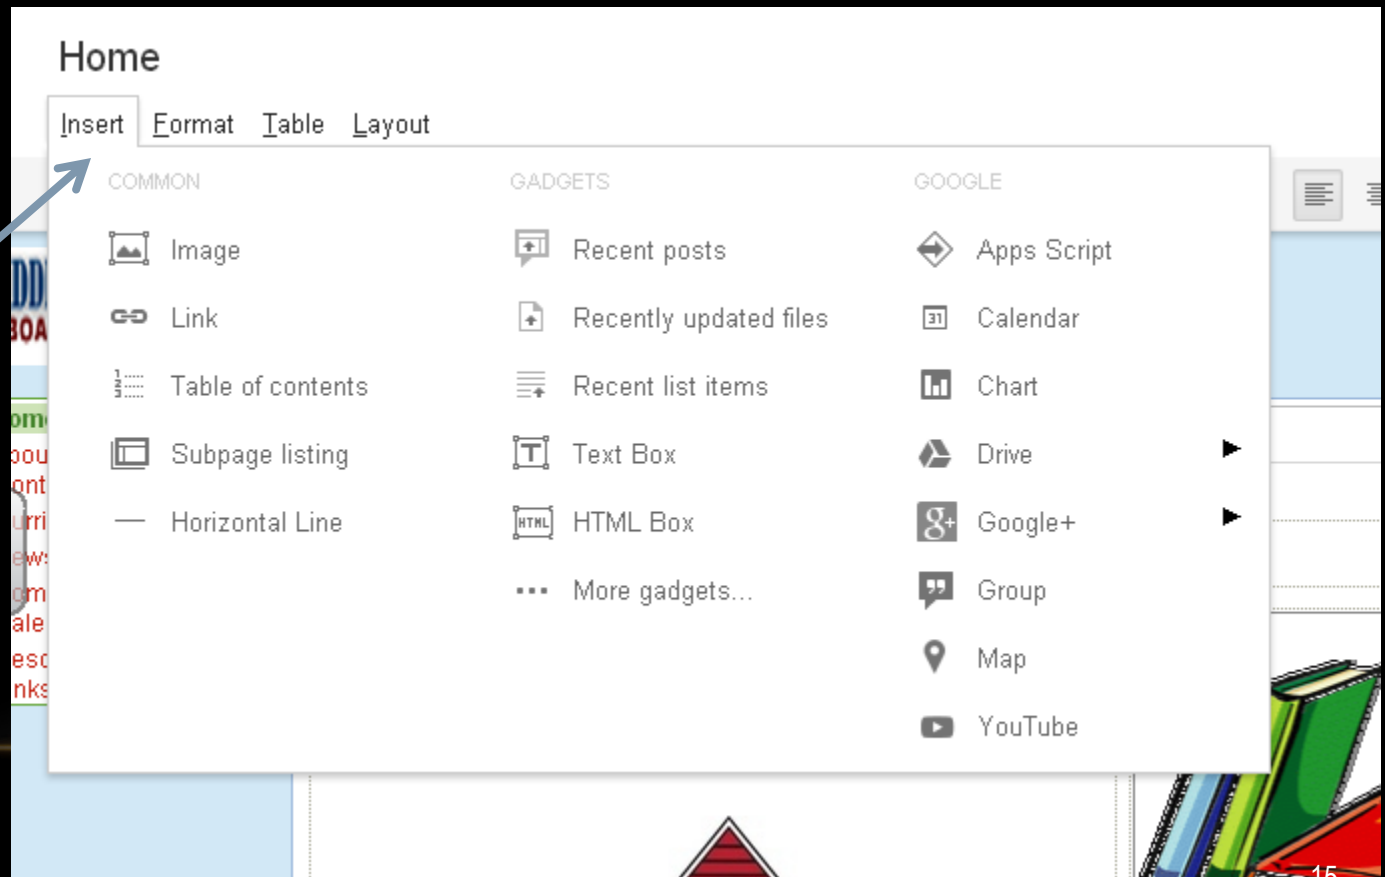 Home
Insert Format Table Layout
COMMON
Image
Link
Table of contents
Subpage listing
Horizontal Line
GADGETS
Recent posts
Recently updated files
Recent list items
Text Box
HTML Box
More gadgets...
GOOGLE
Apps Script
31 Calendar
Chart
Drive
Google+
Group
Map
YouTube
15